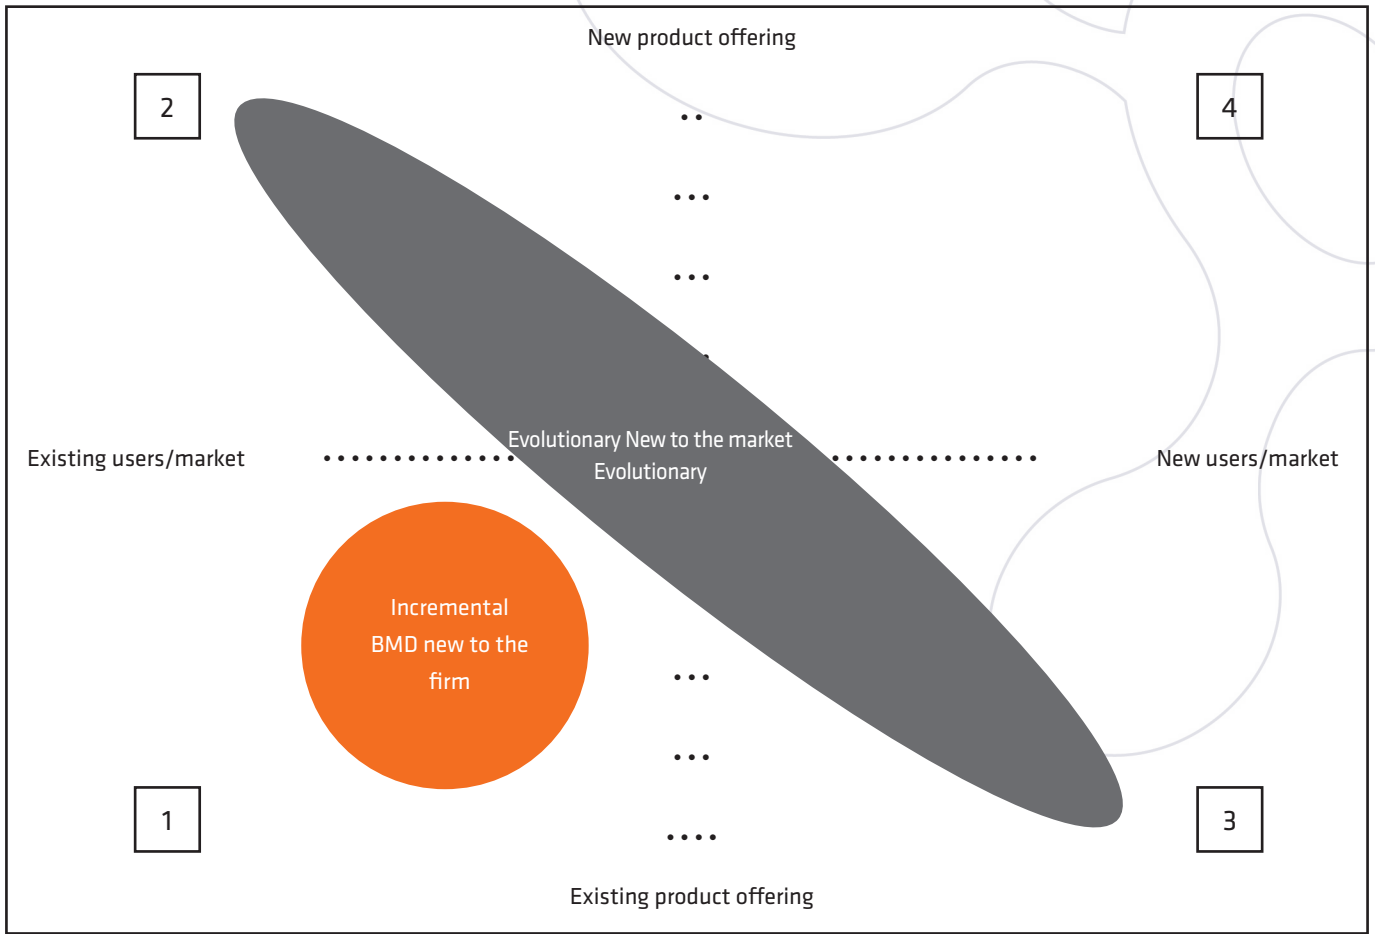 New product offering
2
4
Evolutionary New to the market
Evolutionary
Existing users/market
New users/market
Incremental
BMD new to the
firm
1
3
Existing product offering